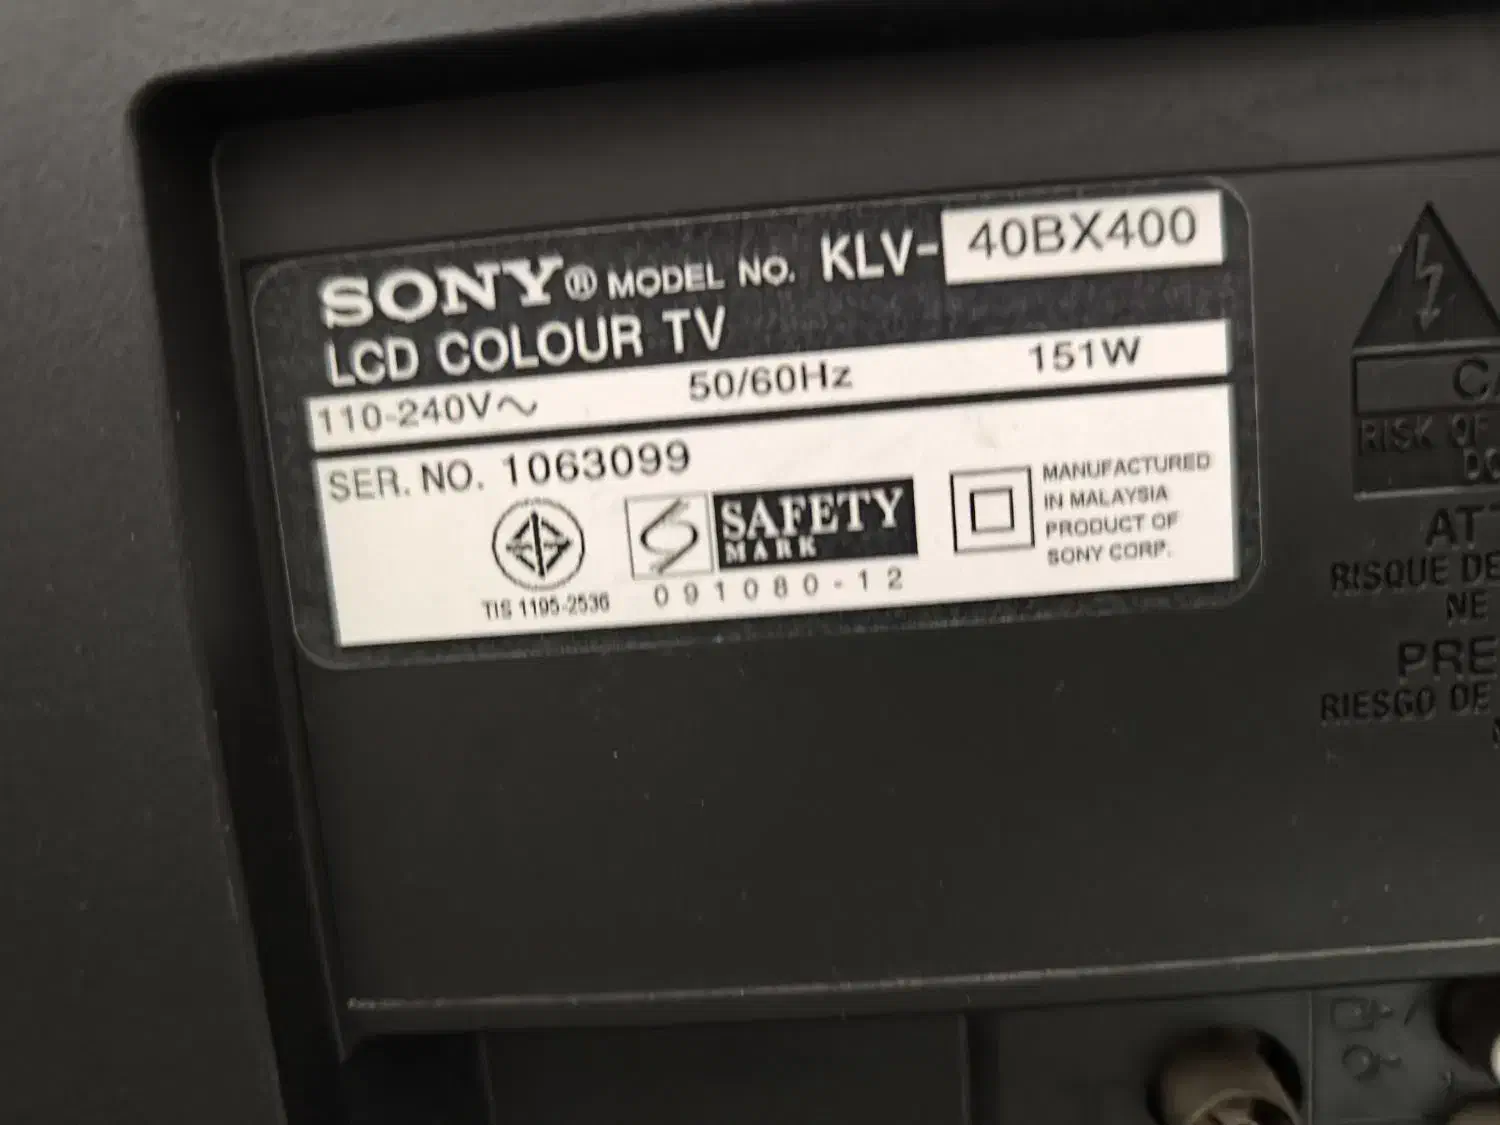 SONY® MODEL NO. KLV-40BX400
LCD COLOUR TV
110-240V~ 50/60Hz 151W
SER. NO. 1063099
SAFETY
MARK
MANUFACTURED
IN MALAYSIA
PRODUCT OF
SONY CORP.
TIS 1195-2536
091080-12
RISK OF
AT
RISQUE DE
NE
PRE
RIESGO DE